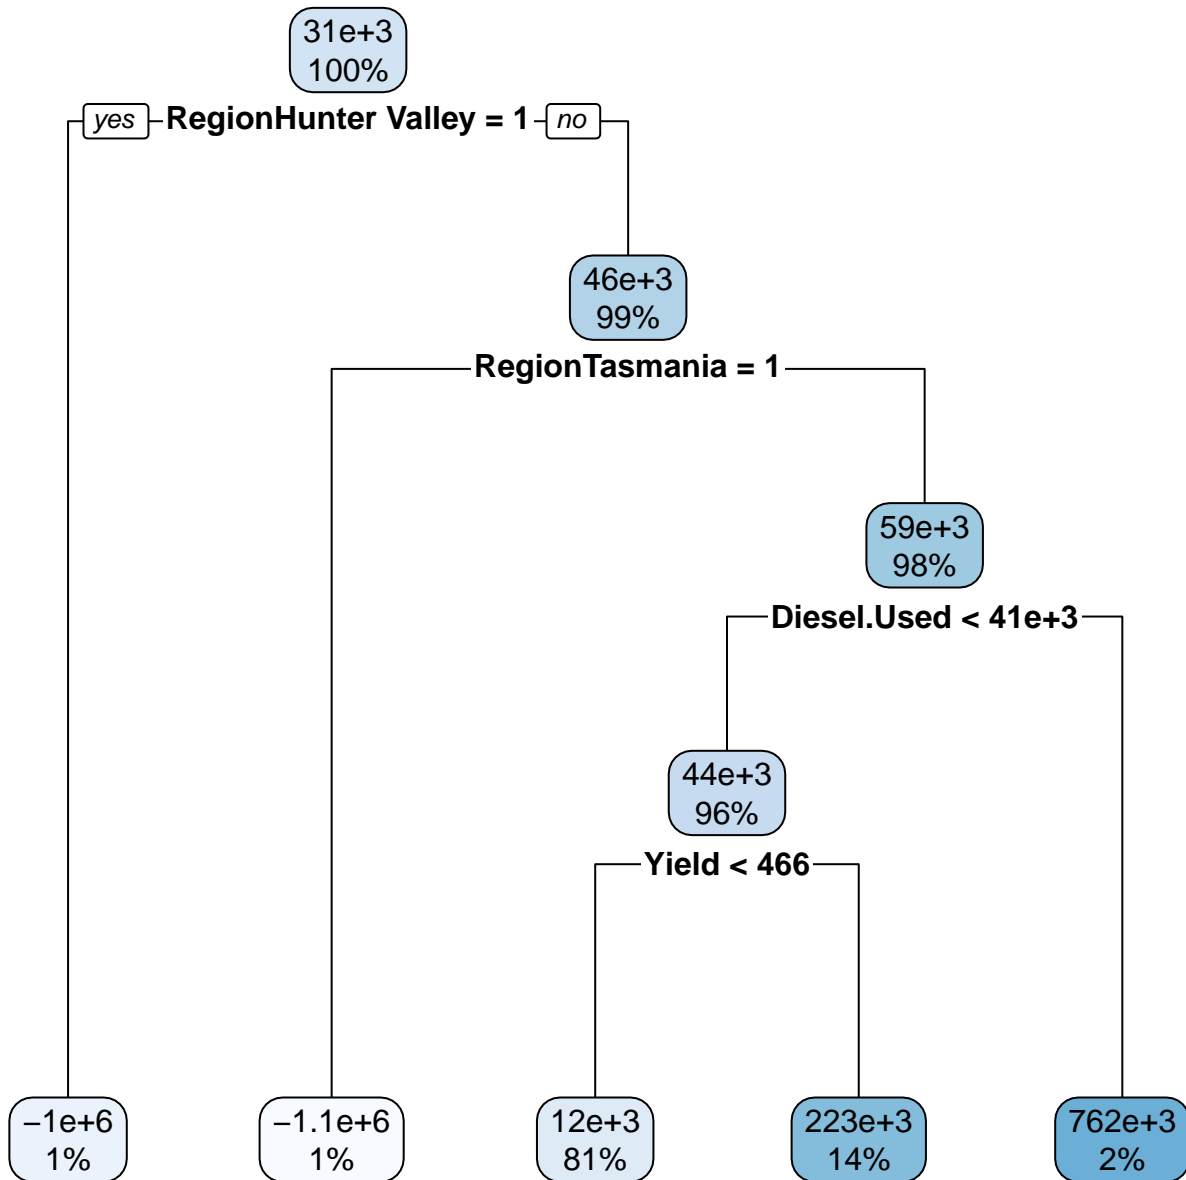 31e+3
100%
yes RegionHunter Valley = 1 no
46e+3
99%
RegionTasmania = 1
59e+3
98%
Diesel.Used < 41e+3
44e+3
96%
Yield < 466
−1e+6
1%
−1.1e+6
1%
12e+3
81%
223e+3
14%
762e+3
2%